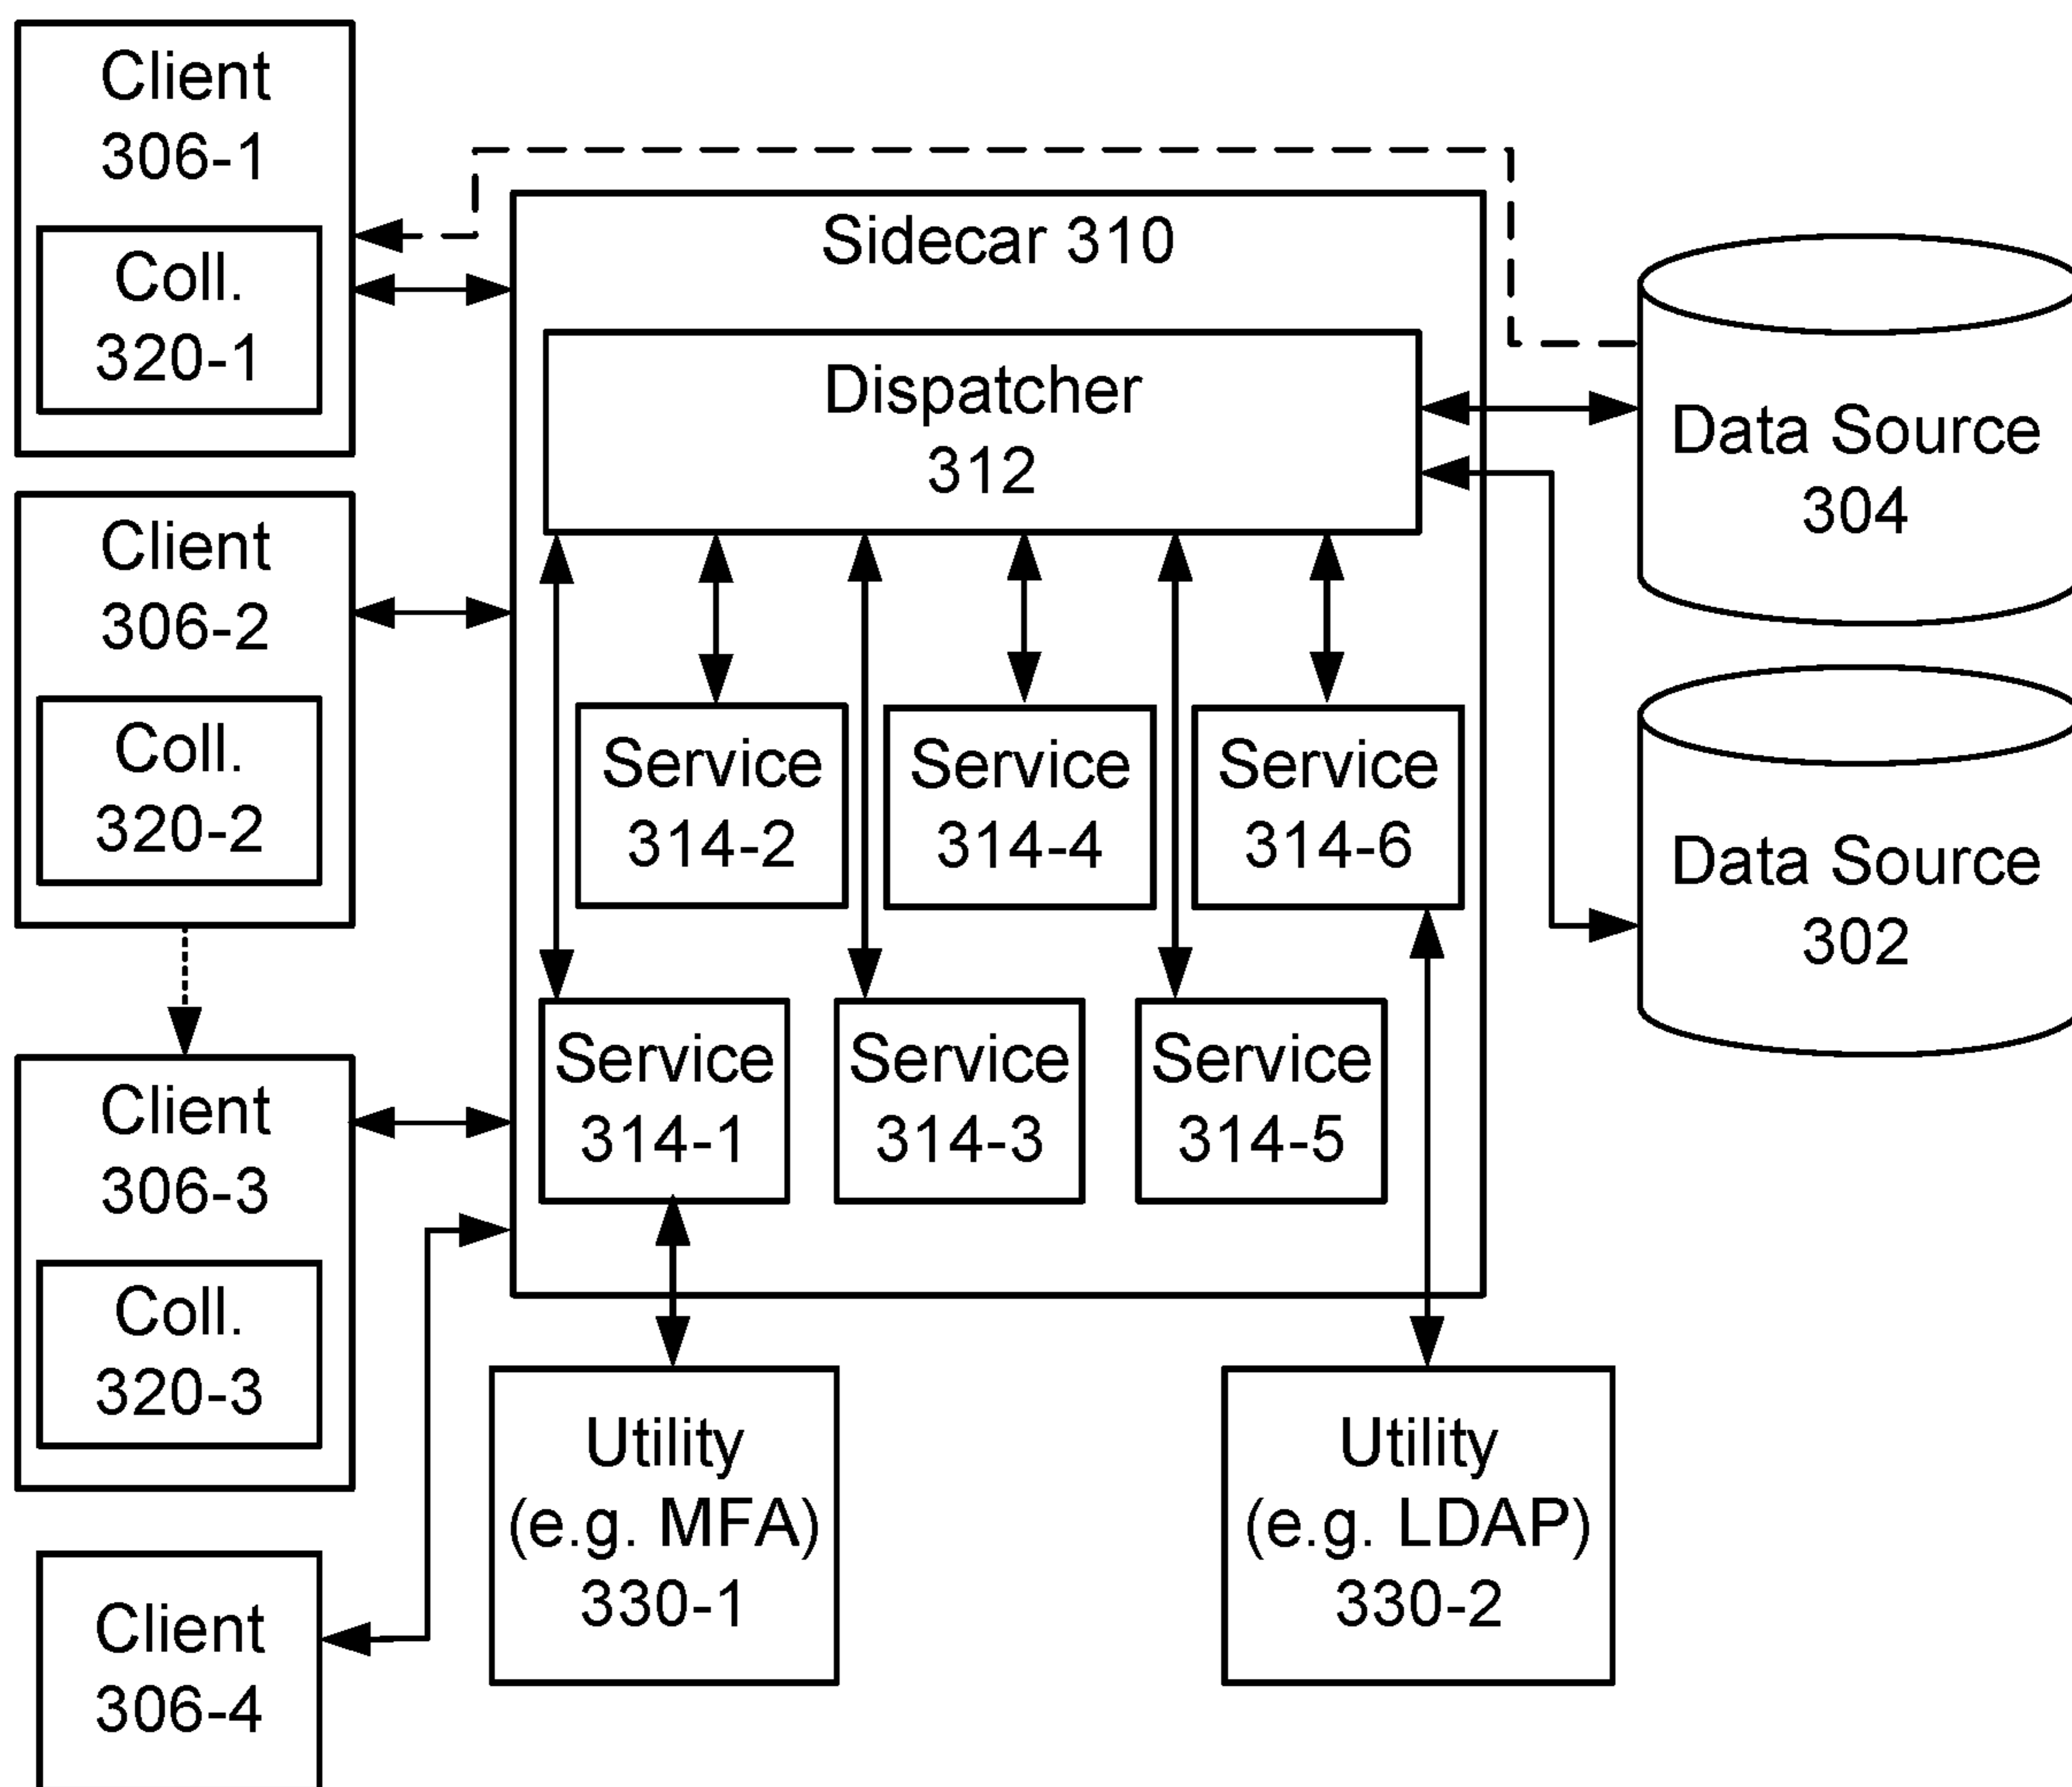 Client
306-1
Coll.
320-1
Client
306-2
Coll.
320-2
Client
306-3
Coll.
320-3
Client
306-4
Sidecar 310
Dispatcher
312
Service
314-2
Service
314-4
Service
314-6
Service
314-1
Service
314-3
Service
314-5
Utility
(e.g. MFA)
330-1
Utility
(e.g. LDAP)
330-2
Data Source
304
Data Source
302